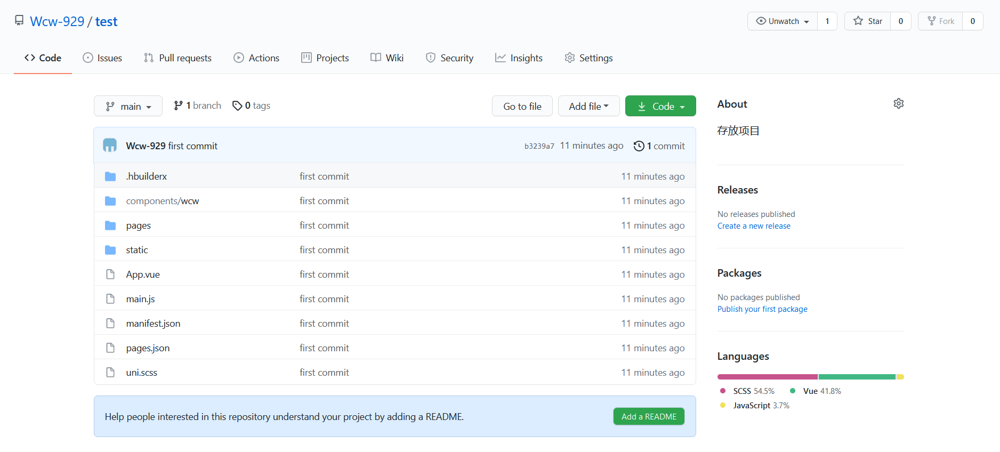 Wcw-929 / test
Unwatch 1 Star 0 Fork 0
Code Issues Pull requests Actions Projects Wiki Security Insights Settings
main 1 branch 0 tags Go to file Add file Code
Wcw-929 first commit b3239a7 11 minutes ago 1 commit
.hbuilderx first commit 11 minutes ago
components/wcw first commit 11 minutes ago
pages first commit 11 minutes ago
static first commit 11 minutes ago
App.vue first commit 11 minutes ago
main.js first commit 11 minutes ago
manifest.json first commit 11 minutes ago
pages.json first commit 11 minutes ago
uni.scss first commit 11 minutes ago
Help people interested in this repository understand your project by adding a README. Add a README
About
存放项目
Releases
No releases published
Create a new release
Packages
No packages published
Publish your first package
Languages
SCSS 54.5% Vue 41.8%
JavaScript 3.7%